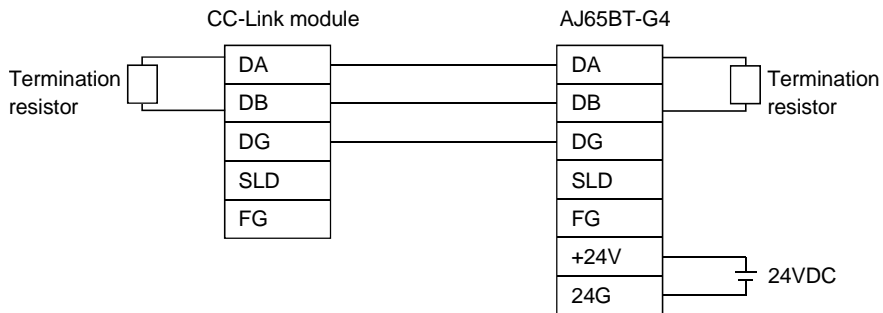 CC-Link module
AJ65BT-G4
Termination
resistor
DA
DB
DG
SLD
FG
DA
DB
DG
SLD
FG
+24V
24G
Termination
resistor
24VDC